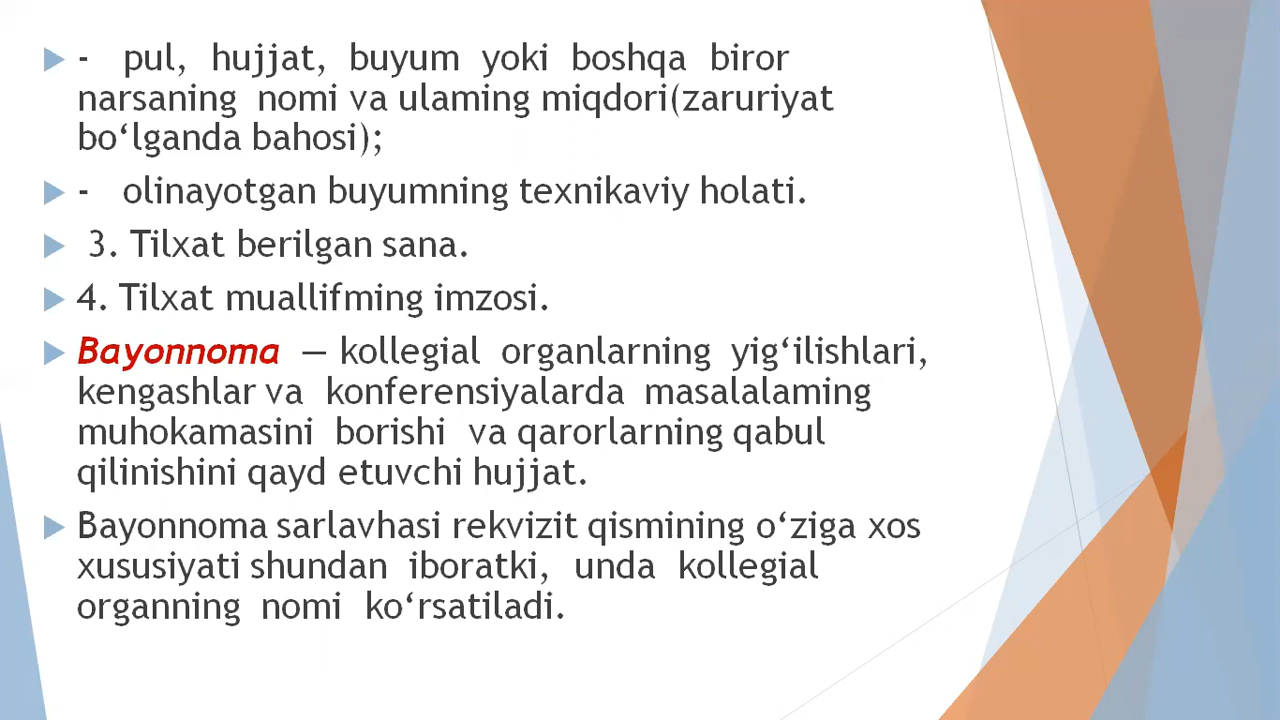 - pul, hujjat, buyum yoki boshqa biror
narsaning nomi va ulaming miqdori(zaruriyat
bo‘lganda bahosi);
- olinayotgan buyumning texnikaviy holati.
3. Tilxat berilgan sana.
4. Tilxat muallifming imzosi.
Bayonnoma — kollegial organlarning yig‘ilishlari,
kengashlar va konferensiyalarda masalalaming
muhokamasini borishi va qarorlarning qabul
qilinishini qayd etuvchi hujjat.
Bayonnoma sarlavhasi rekvizit qismining o‘ziga xos
xususiyati shundan iboratki, unda kollegial
organning nomi ko‘rsatiladi.